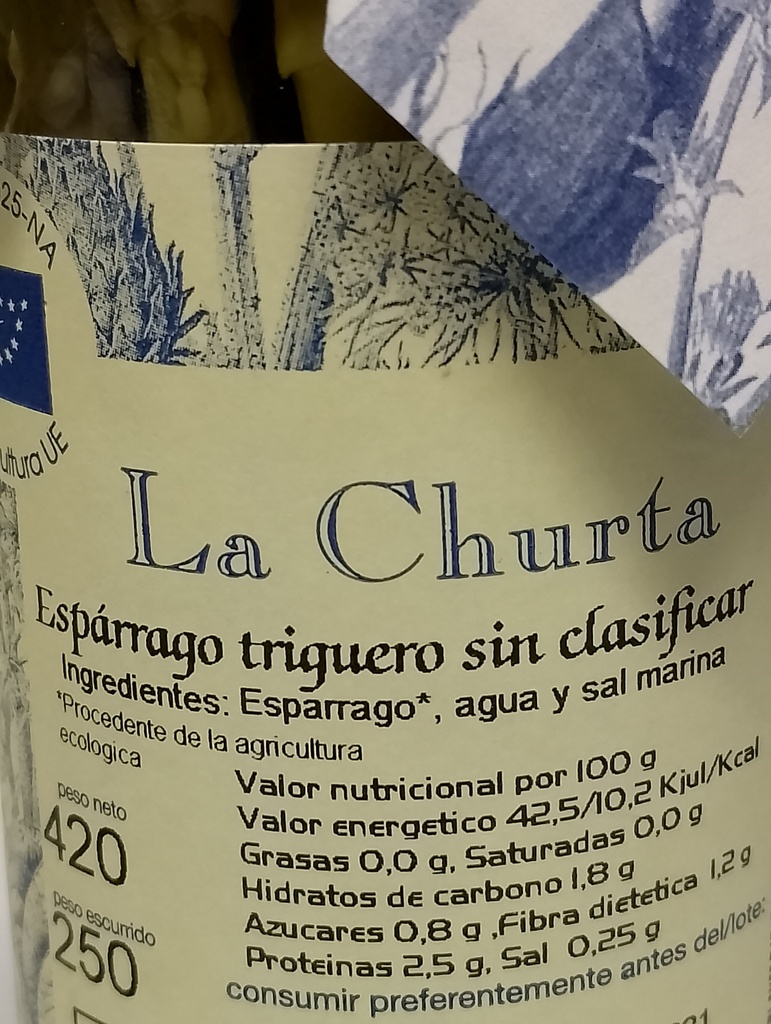 25-NA
UE
La Churta
Espárrago triguero sin clasificar
Ingredientes: Esparrago*, agua y sal marina
*Procedente de la agricultura
ecologica
peso neto
420
peso escurrido
250
Valor nutricional por 100 g
Valor energetico 42,5/10,2 Kjul/Kcal
Grasas 0,0 g, Saturadas 0,0 g
Hidratos de carbono 1,8 g
Azucares 0,8 g ,Fibra dietetica 1,2 g
Proteinas 2,5 g, Sal 0,25 g
consumir preferentemente antes del/lote: